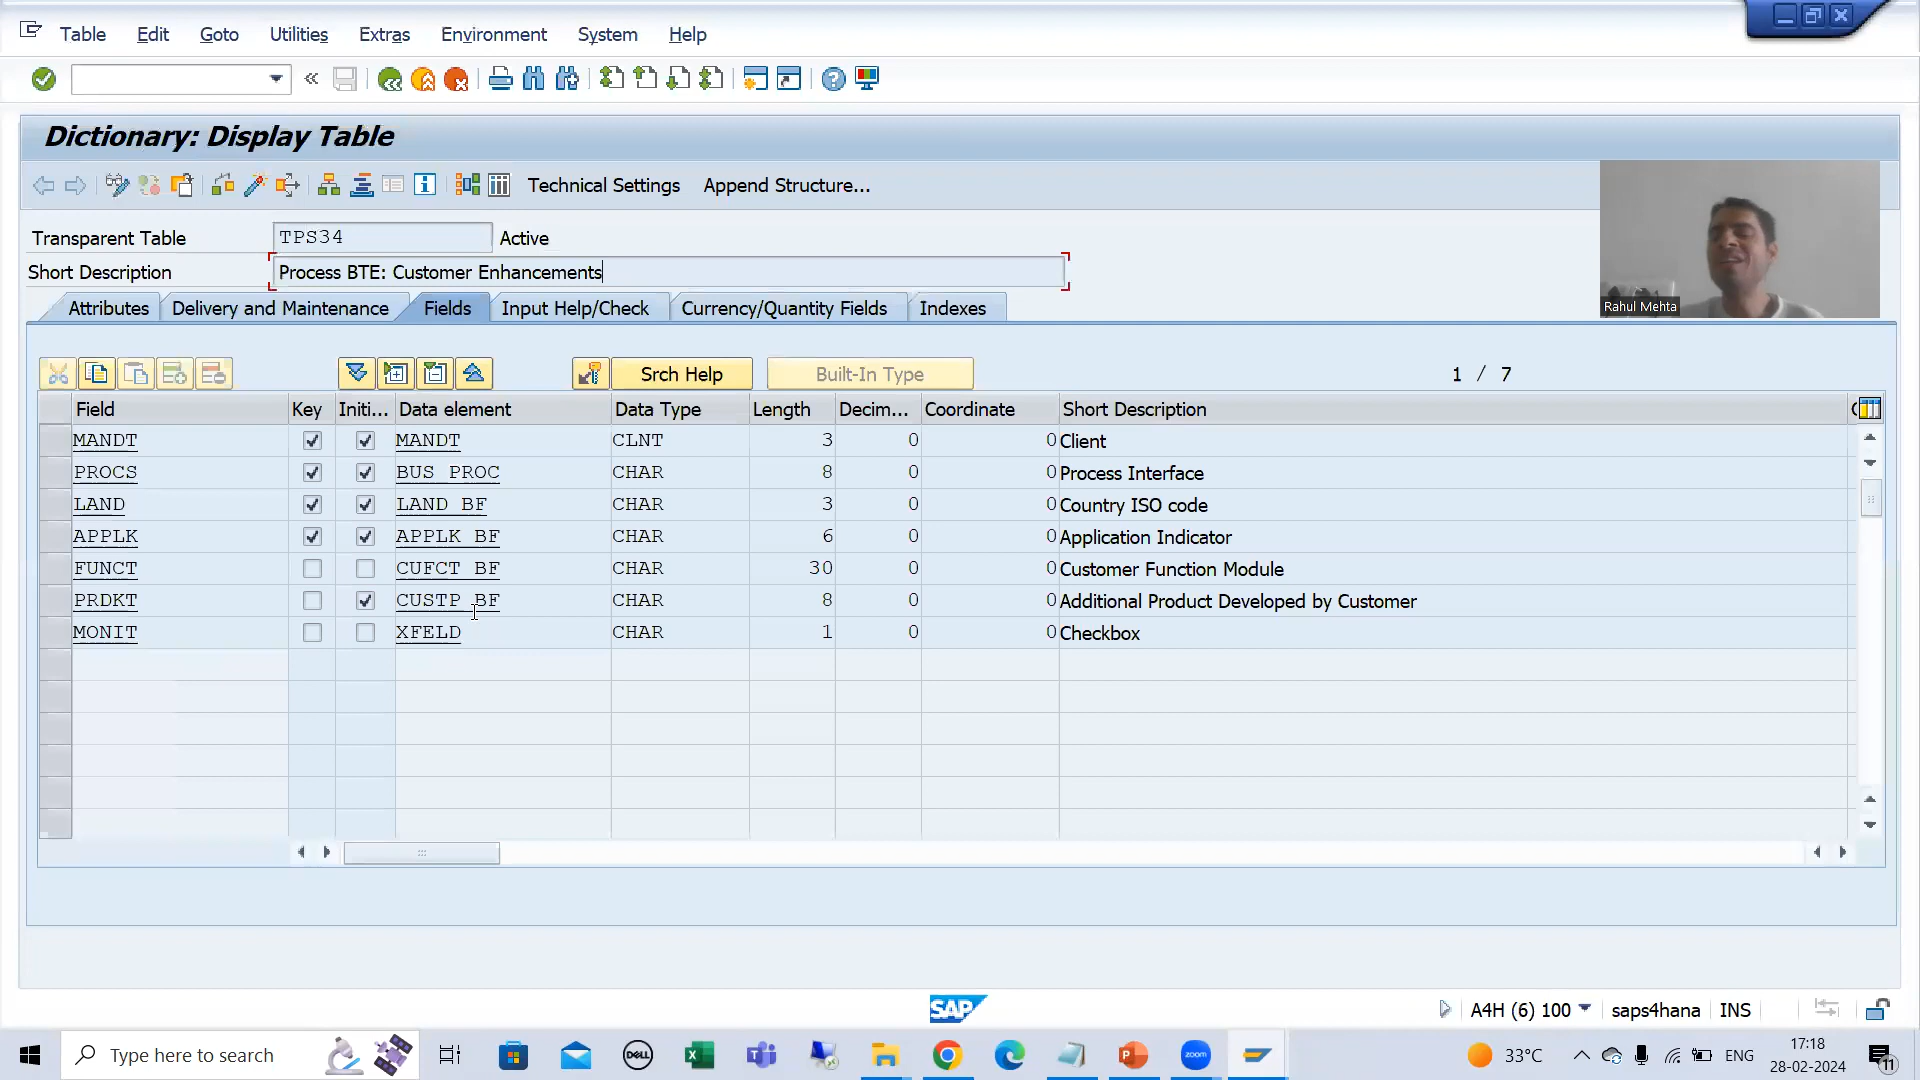 Table Edit Goto Utilities Extras Environment System Help
Dictionary: Display Table
Technical Settings Append Structure...
Transparent Table TPS34 Active
Short Description Process BTE: Customer Enhancements
Rahul Mehta
Attributes Delivery and Maintenance Fields Input Help/Check Currency/Quantity Fields Indexes
Srch Help Built-In Type 1 / 7
Field Key Initi... Data element Data Type Length Decim... Coordinate Short Description
MANDT MANDT CLNT 3 0 0 Client
PROCS BUS_PROC CHAR 8 0 0 Process Interface
LAND LAND_BF CHAR 3 0 0 Country ISO code
APPLK APPLK_BF CHAR 6 0 0 Application Indicator
FUNCT CUFCT_BF CHAR 30 0 0 Customer Function Module
PRDKT CUSTP_BF CHAR 8 0 0 Additional Product Developed by Customer
MONIT XFELD CHAR 1 0 0 Checkbox
SAP A4H (6) 100 saps4hana INS
Type here to search DELL zoom 33°C ENG 17:18
28-02-2024 11